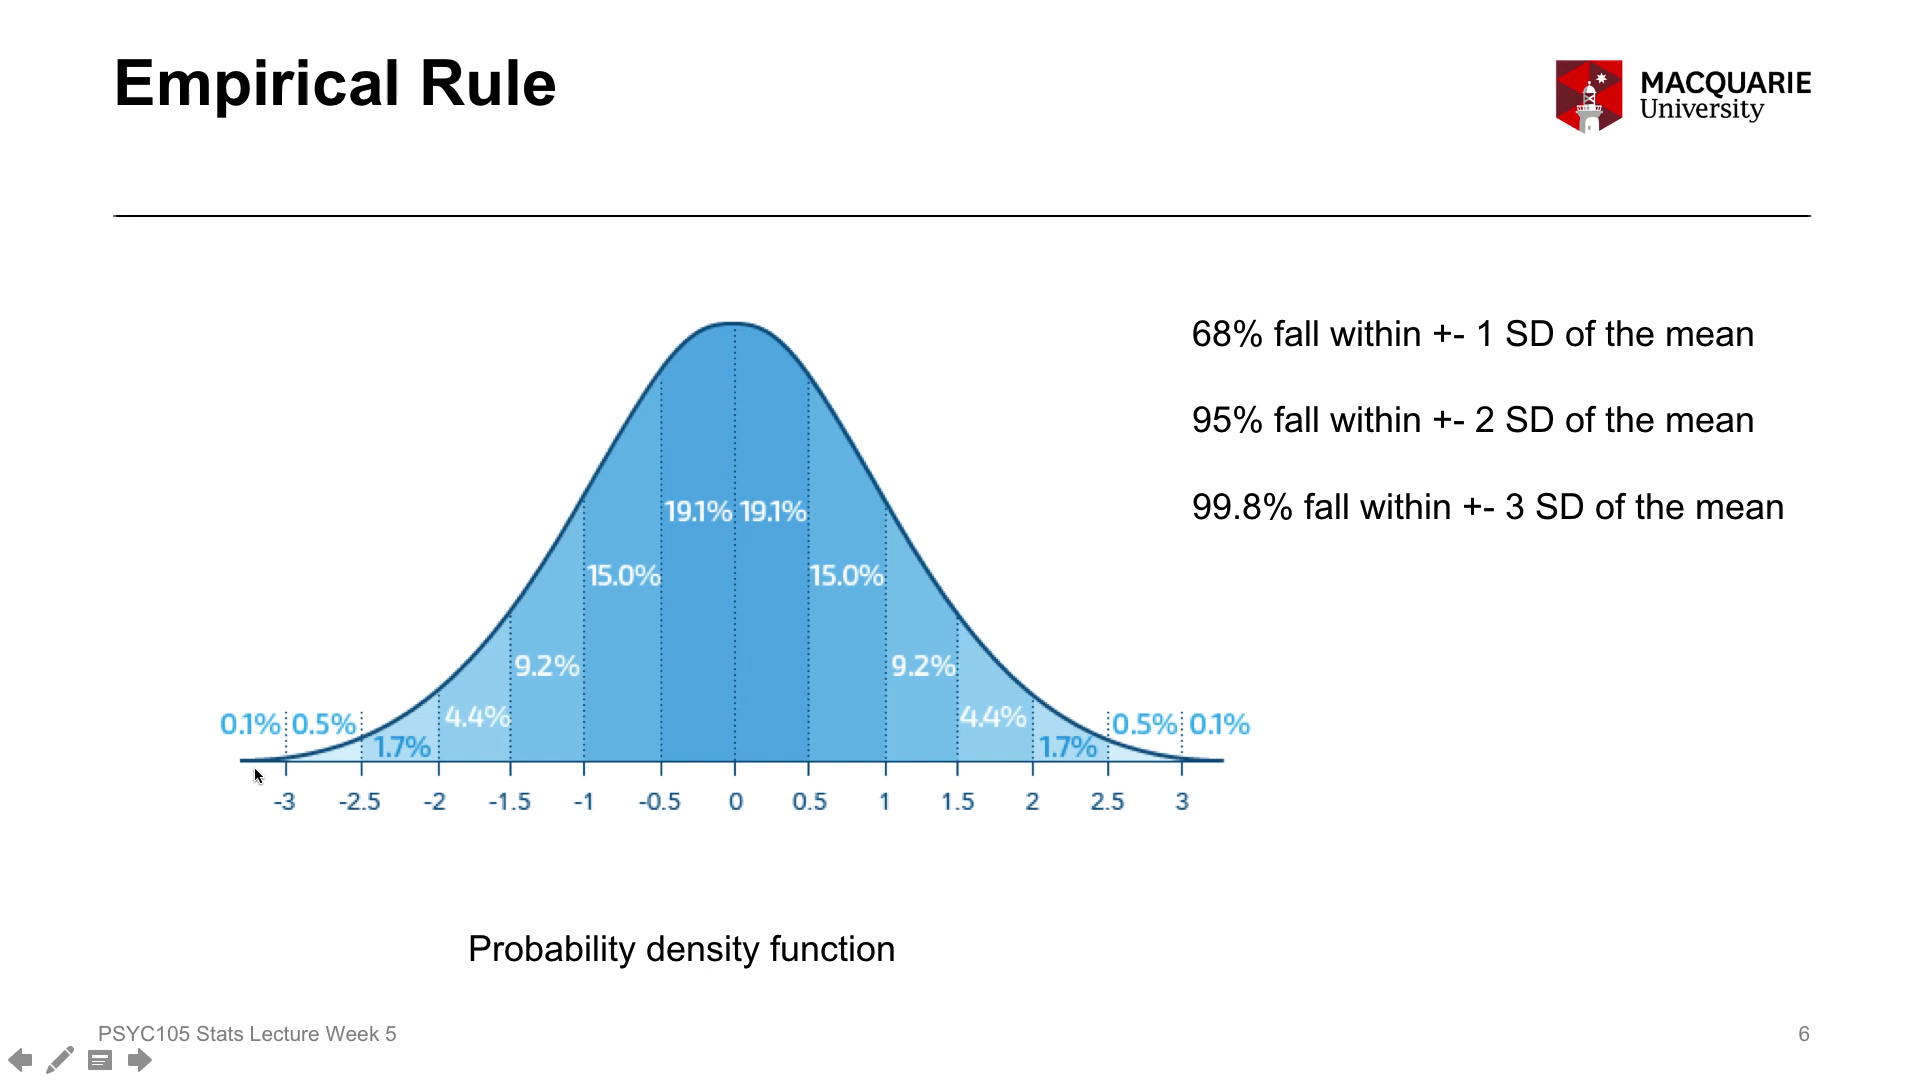 Empirical Rule
MACQUARIE
University
68% fall within +- 1 SD of the mean
95% fall within +- 2 SD of the mean
99.8% fall within +- 3 SD of the mean
19.1% 19.1%
15.0% 15.0%
9.2% 9.2%
4.4% 4.4%
0.1% 0.5% 0.5% 0.1%
1.7% 1.7%
-3 -2.5 -2 -1.5 -1 -0.5 0 0.5 1 1.5 2 2.5 3
Probability density function
PSYC105 Stats Lecture Week 5
6